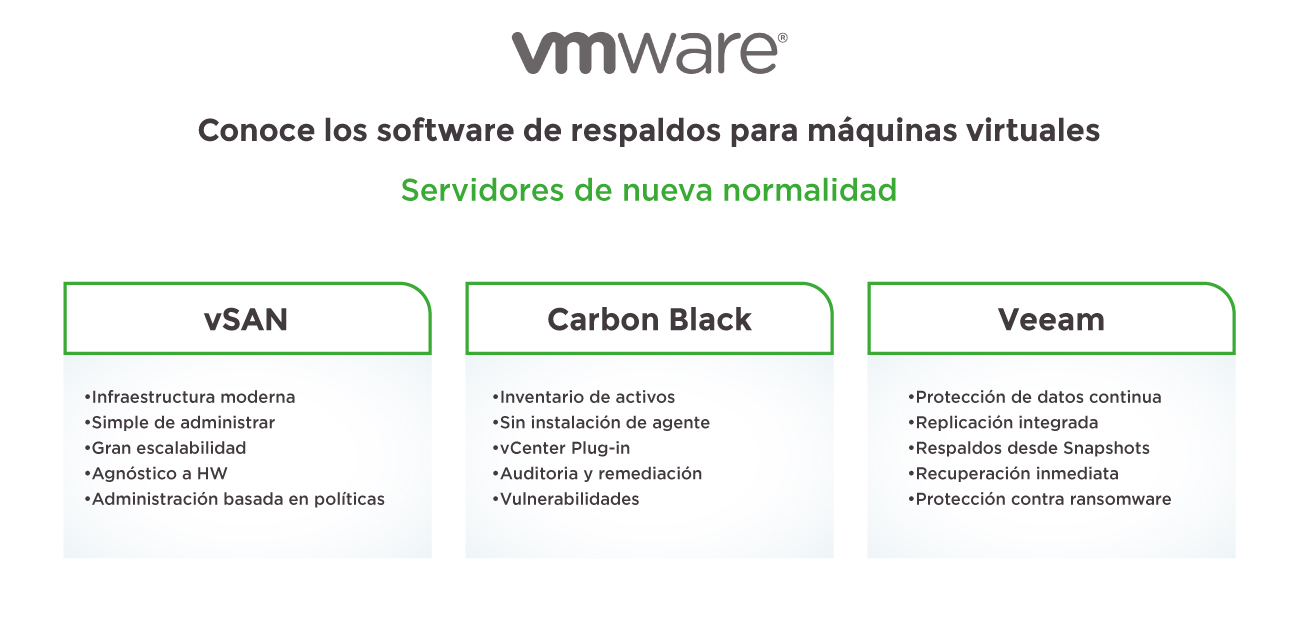 vmware®
Conoce los software de respaldos para máquinas virtuales
Servidores de nueva normalidad
vSAN
•Infraestructura moderna
•Simple de administrar
•Gran escalabilidad
•Agnóstico a HW
•Administración basada en políticas
Carbon Black
•Inventario de activos
•Sin instalación de agente
•vCenter Plug-in
•Auditoria y remediación
•Vulnerabilidades
Veeam
•Protección de datos continua
•Replicación integrada
•Respaldos desde Snapshots
•Recuperación inmediata
•Protección contra ransomware